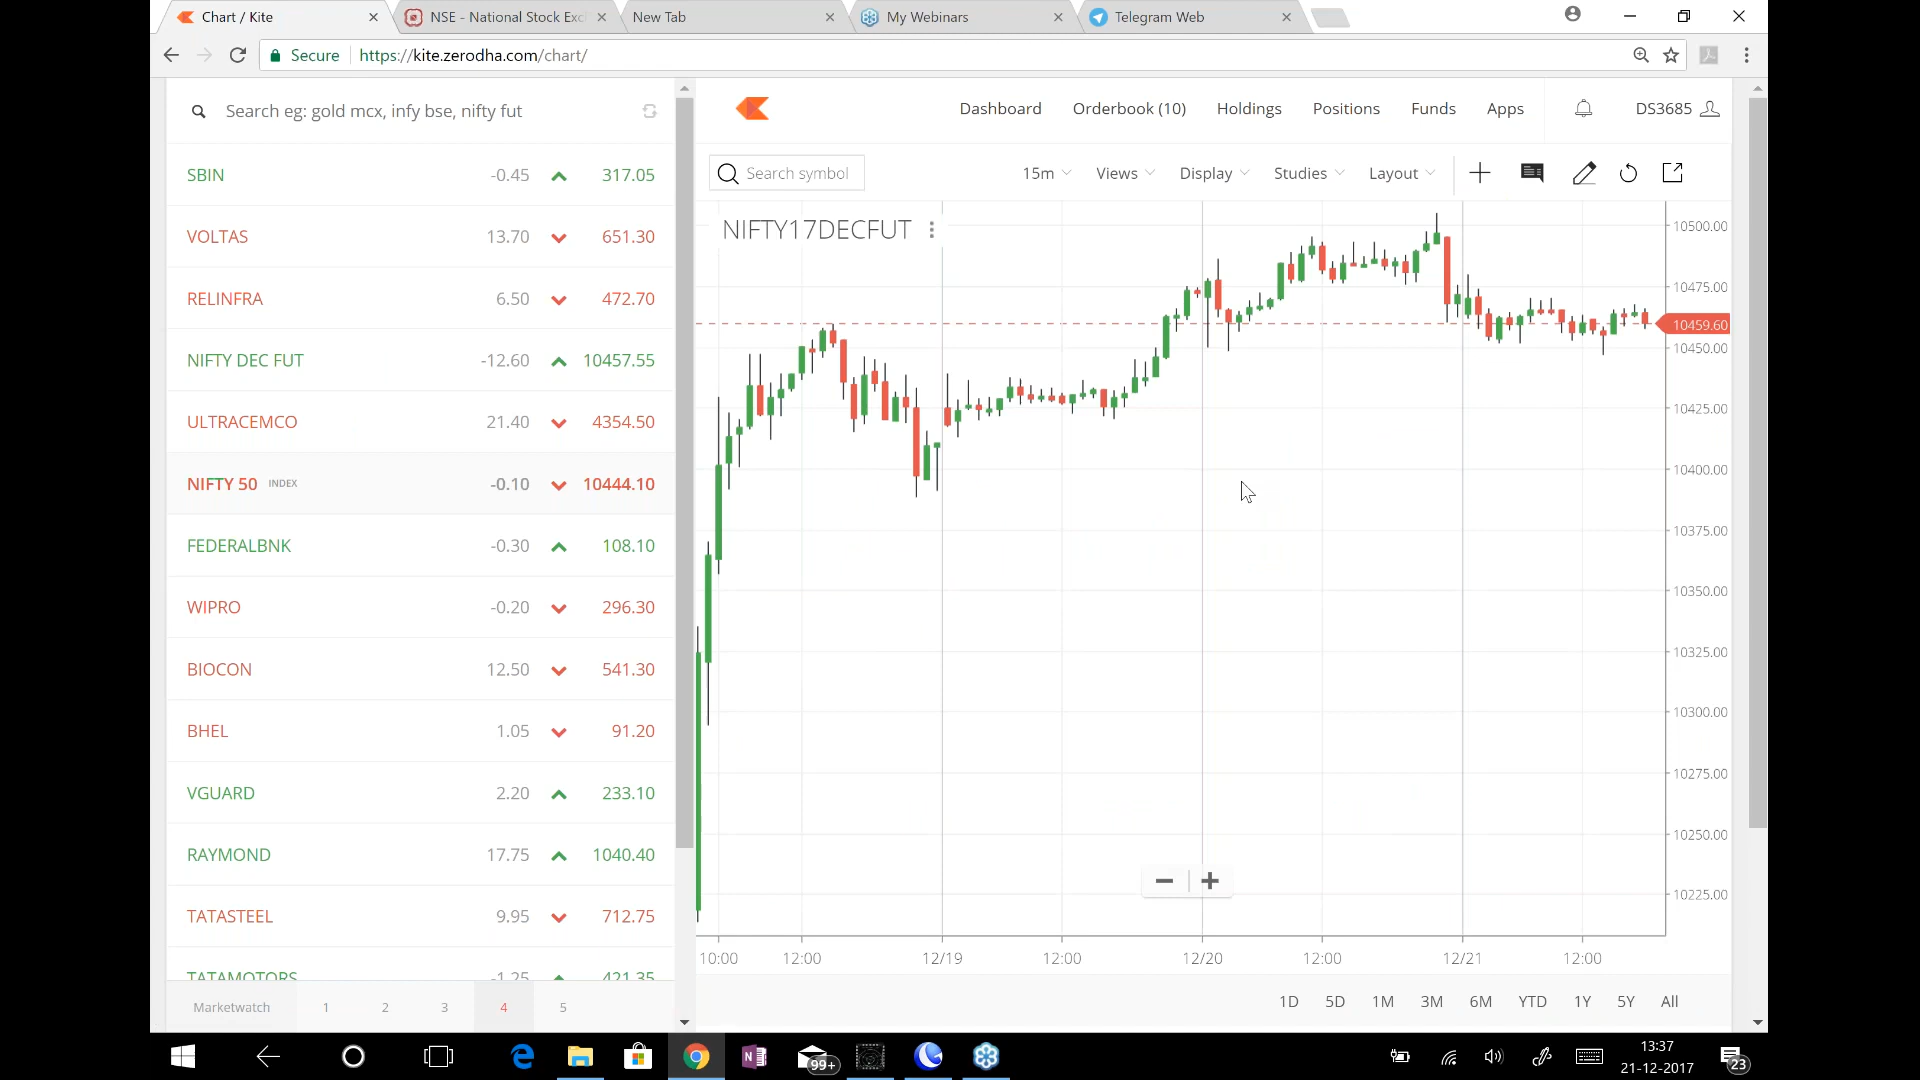 Chart / Kite
NSE - National Stock Exc
New Tab
My Webinars
Telegram Web
Secure https://kite.zerodha.com/chart/
Search eg: gold mcx, infy bse, nifty fut
Dashboard Orderbook (10) Holdings Positions Funds Apps DS3685
Search symbol 15m Views Display Studies Layout
SBIN -0.45 317.05
VOLTAS 13.70 651.30
RELINFRA 6.50 472.70
NIFTY DEC FUT -12.60 10457.55
ULTRACEMCO 21.40 4354.50
NIFTY 50 INDEX -0.10 10444.10
FEDERALBNK -0.30 108.10
WIPRO -0.20 296.30
BIOCON 12.50 541.30
BHEL 1.05 91.20
VGUARD 2.20 233.10
RAYMOND 17.75 1040.40
TATASTEEL 9.95 712.75
TATAMOTORS -1.25 421.35
Marketwatch 1 2 3 4 5
NIFTY17DECFUT
10500.00
10475.00
10459.60
10450.00
10425.00
10400.00
10375.00
10350.00
10325.00
10300.00
10275.00
10250.00
10225.00
10:00 12:00 12/19 12:00 12/20 12:00 12/21 12:00
1D 5D 1M 3M 6M YTD 1Y 5Y All
99+
13:37
21-12-2017
23